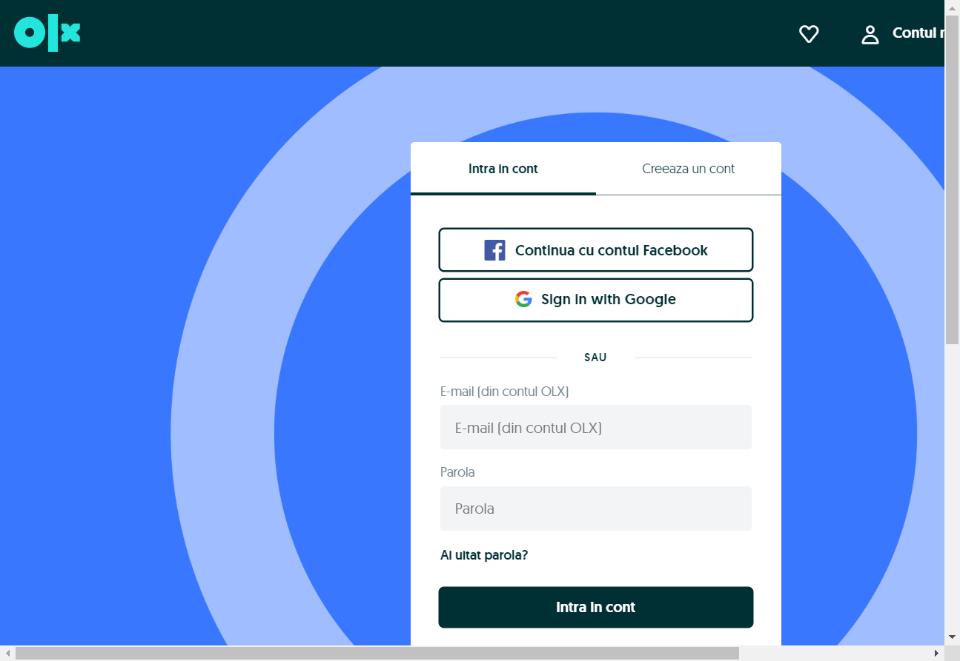 olx
Contul
Intra in cont
Creeaza un cont
Continua cu contul Facebook
Sign in with Google
SAU
E-mail (din contul OLX)
E-mail (din contul OLX)
Parola
Parola
Ai uitat parola?
Intra in cont